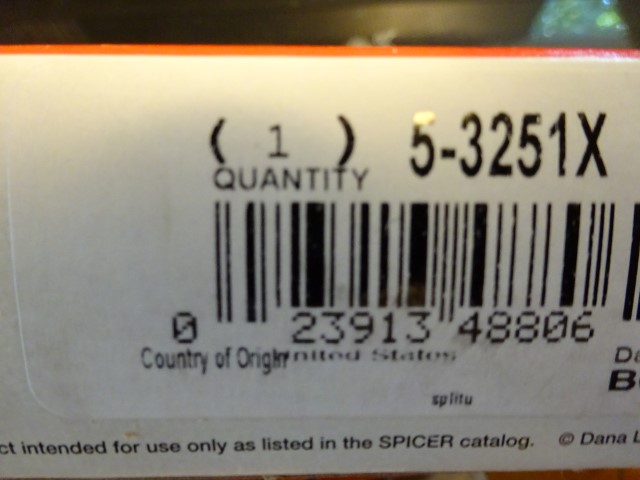 ( 1 ) 5-3251X
QUANTITY
0 23913 48806
Country of Origin United States
splitu
ct intended for use only as listed in the SPICER catalog. © Dana L